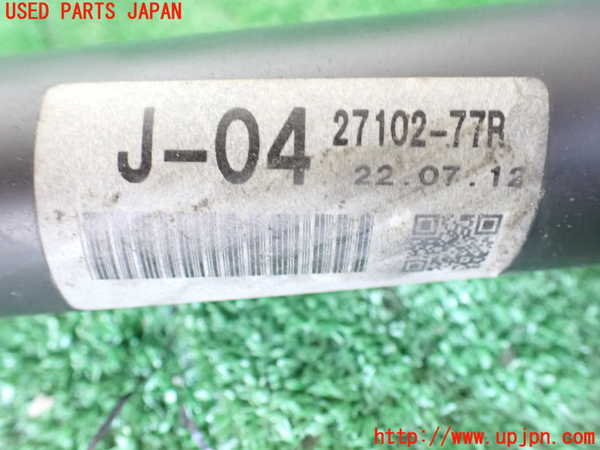 USED PARTS JAPAN
J-04 27102-77R
22.07.12
http://www.upjpn.com/